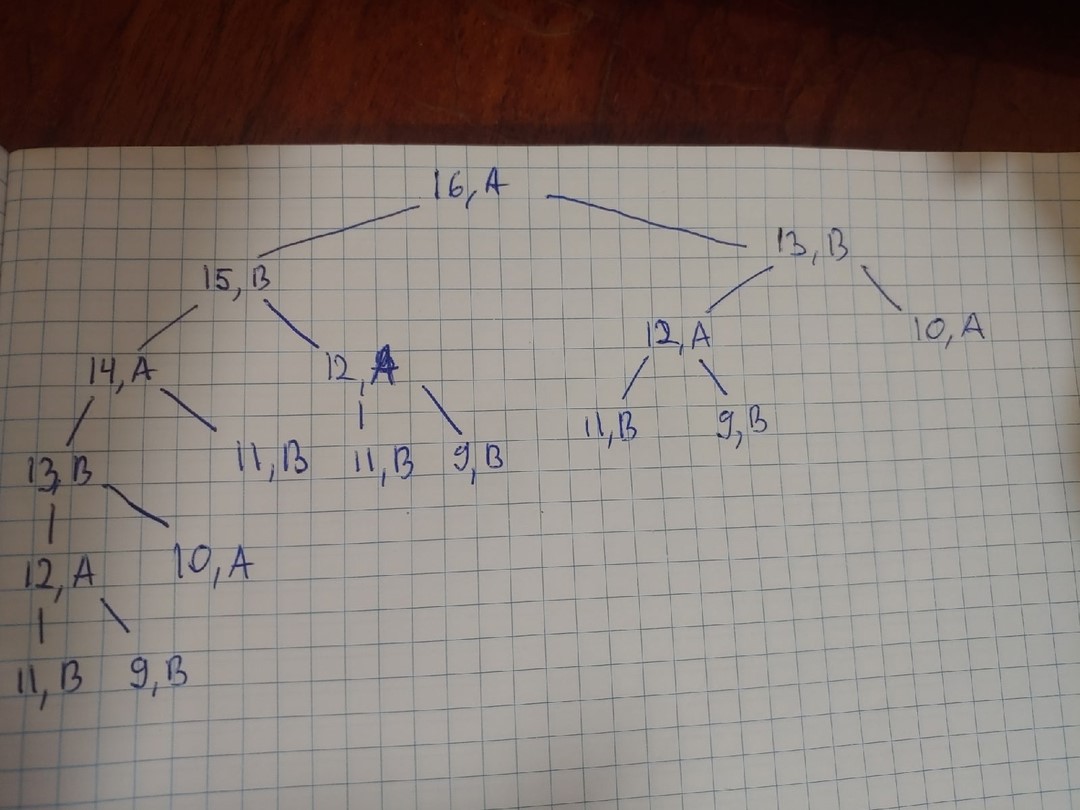 16, A
15, B 13, B
14, A 12, A 12, A 10, A
13, B 11, B 11, B 9, B 11, B 9, B
12, A 10, A
11, B 9, B